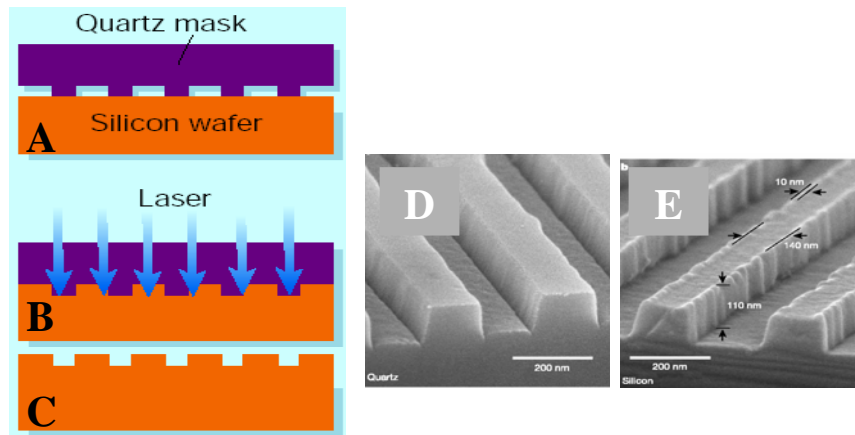 Quartz mask
Silicon wafer
A
Laser
B
C
D
200 nm
Quartz
b
E
10 nm
140 nm
110 nm
200 nm
Silicon